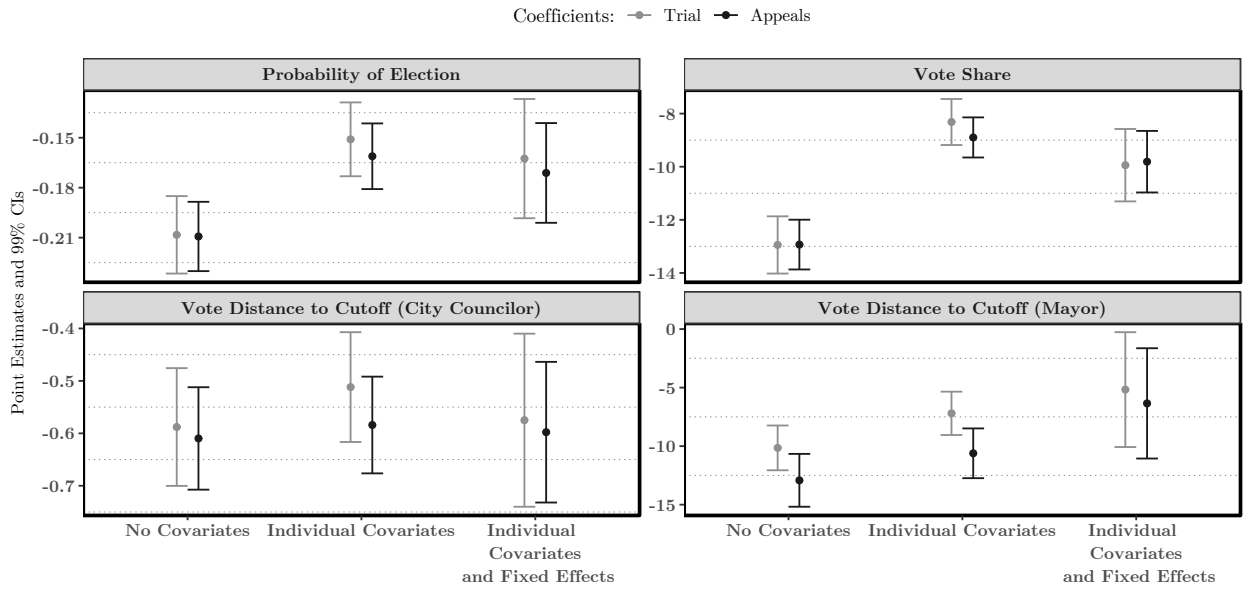 Coefficients: Trial Appeals
Point Estimates and 99% CIs
Probability of Election
-0.15
-0.18
-0.21
Vote Share
-8
-10
-12
-14
Vote Distance to Cutoff (City Councilor)
-0.4
-0.5
-0.6
-0.7
No Covariates
Individual Covariates
Individual
Covariates
and Fixed Effects
Vote Distance to Cutoff (Mayor)
0
-5
-10
-15
No Covariates
Individual Covariates
Individual
Covariates
and Fixed Effects